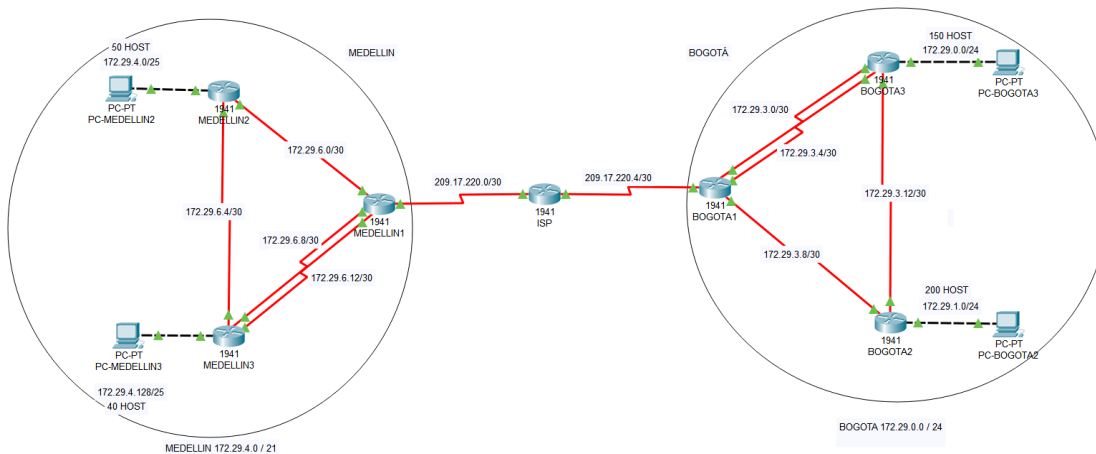 MEDELLIN
50 HOST
172.29.4.0/25
PC-PT
PC-MEDELLIN2
1941
MEDELLIN2
172.29.6.0/30
172.29.6.4/30
1941
MEDELLIN1
172.29.6.8/30
172.29.6.12/30
PC-PT
PC-MEDELLIN3
1941
MEDELLIN3
172.29.4.128/25
40 HOST
MEDELLIN 172.29.4.0 / 21
209.17.220.0/30
1941
ISP
209.17.220.4/30
BOGOTÁ
150 HOST
172.29.0.0/24
1941
BOGOTA3
PC-PT
PC-BOGOTA3
172.29.3.0/30
172.29.3.4/30
1941
BOGOTA1
172.29.3.12/30
172.29.3.8/30
200 HOST
172.29.1.0/24
1941
BOGOTA2
PC-PT
PC-BOGOTA2
BOGOTA 172.29.0.0 / 24